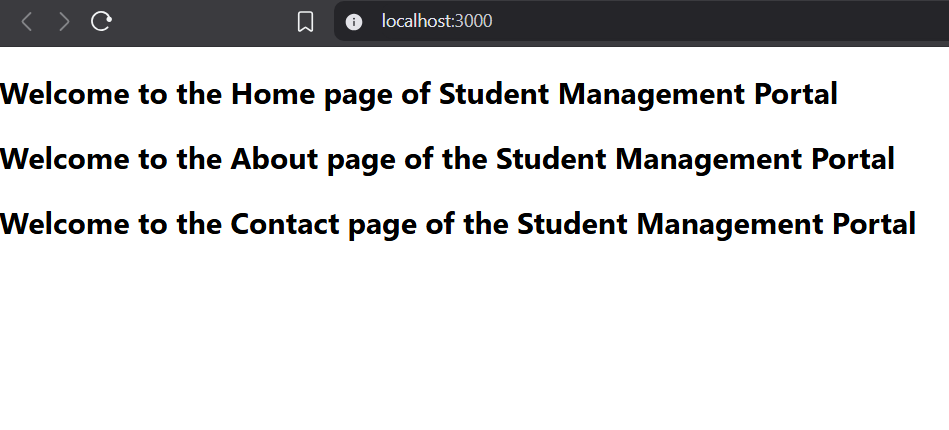 localhost:3000
Welcome to the Home page of Student Management Portal
Welcome to the About page of the Student Management Portal
Welcome to the Contact page of the Student Management Portal